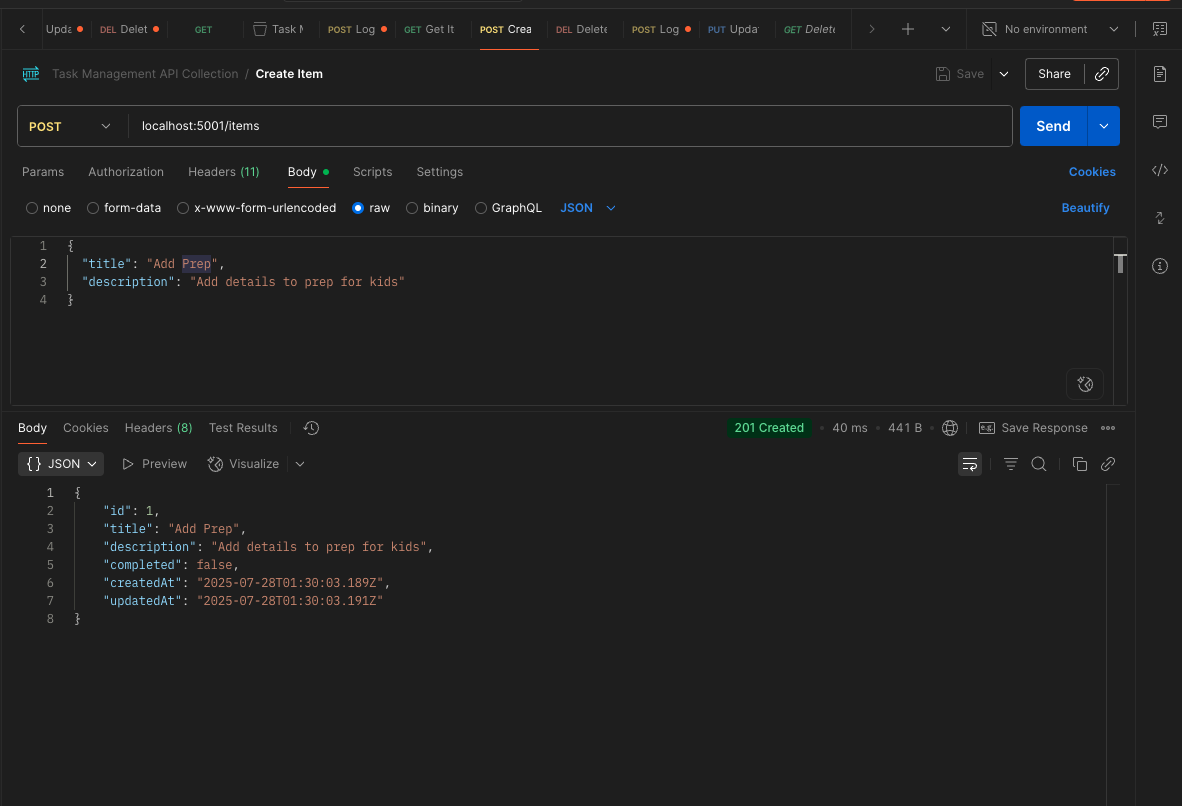 Upda DEL Delet GET Task M POST Log GET Get It POST Crea DEL Delete POST Log PUT Upda GET Delete No environment
HTTP Task Management API Collection / Create Item Save Share
POST localhost:5001/items Send
Params Authorization Headers (11) Body Scripts Settings Cookies
none form-data x-www-form-urlencoded raw binary GraphQL JSON Beautify
1 {
2 "title": "Add Prep",
3 "description": "Add details to prep for kids"
4 }
Body Cookies Headers (8) Test Results 201 Created • 40 ms • 441 B • e.g. Save Response
{} JSON Preview Visualize
1 {
2 "id": 1,
3 "title": "Add Prep",
4 "description": "Add details to prep for kids",
5 "completed": false,
6 "createdAt": "2025-07-28T01:30:03.189Z",
7 "updatedAt": "2025-07-28T01:30:03.191Z"
8 }